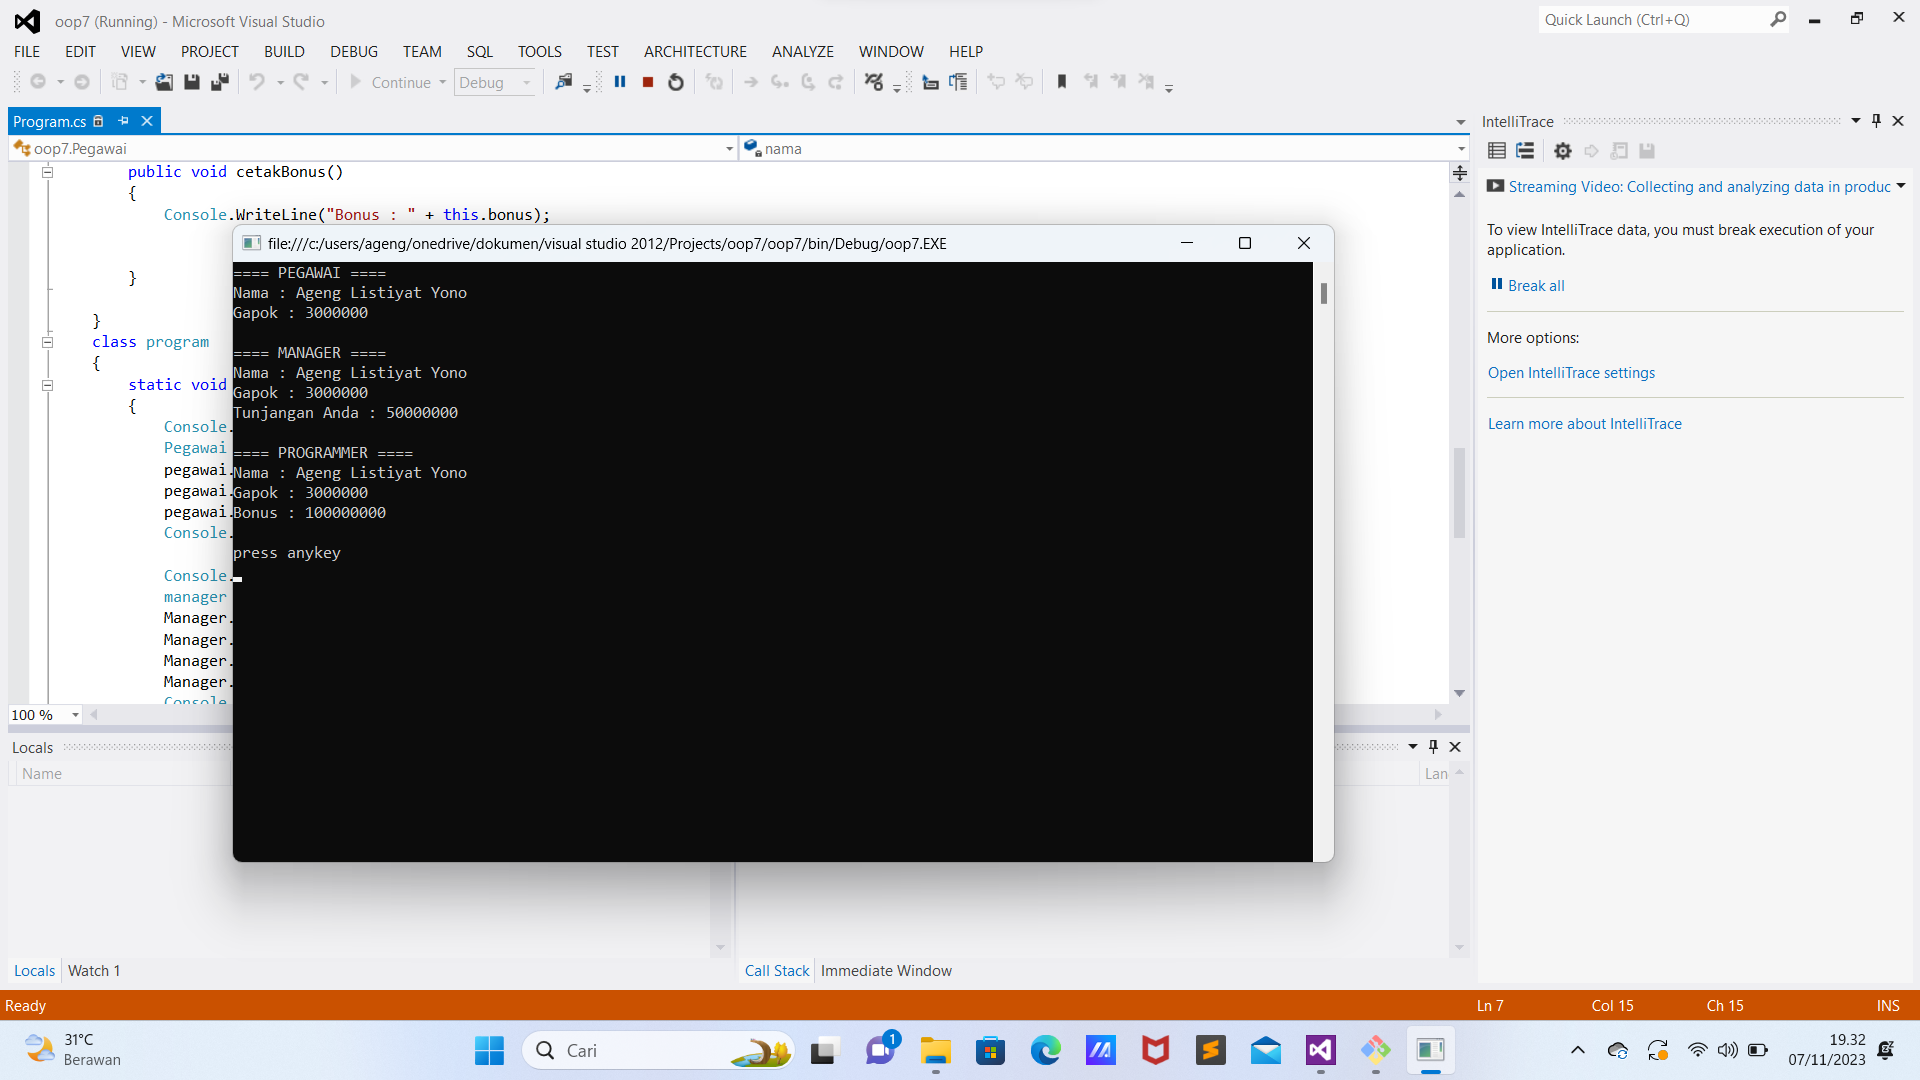 oop7 (Running) - Microsoft Visual Studio
Quick Launch (Ctrl+Q)
FILE EDIT VIEW PROJECT BUILD DEBUG TEAM SQL TOOLS TEST ARCHITECTURE ANALYZE WINDOW HELP
Continue Debug
Program.cs
oop7.Pegawai
nama
public void cetakBonus()
{
Console.WriteLine("Bonus : " + this.bonus);
}
}
class program
{
static void
{
Console.
Pegawai
pegawai.
pegawai.
pegawai.
Console.
Console.
manager
Manager.
Manager.
Manager.
Manager.
Console
100 %
file:///c:/users/ageng/onedrive/dokumen/visual studio 2012/Projects/oop7/oop7/bin/Debug/oop7.EXE
==== PEGAWAI ====
Nama : Ageng Listiyat Yono
Gapok : 3000000
==== MANAGER ====
Nama : Ageng Listiyat Yono
Gapok : 3000000
Tunjangan Anda : 50000000
==== PROGRAMMER ====
Nama : Ageng Listiyat Yono
Gapok : 3000000
Bonus : 100000000
press anykey
IntelliTrace
Streaming Video: Collecting and analyzing data in produc
To view IntelliTrace data, you must break execution of your
application.
Break all
More options:
Open IntelliTrace settings
Learn more about IntelliTrace
Locals
Name
Lan
Locals Watch 1
Call Stack Immediate Window
Ready
Ln 7 Col 15 Ch 15 INS
31°C
Berawan
Cari
1
19.32
07/11/2023